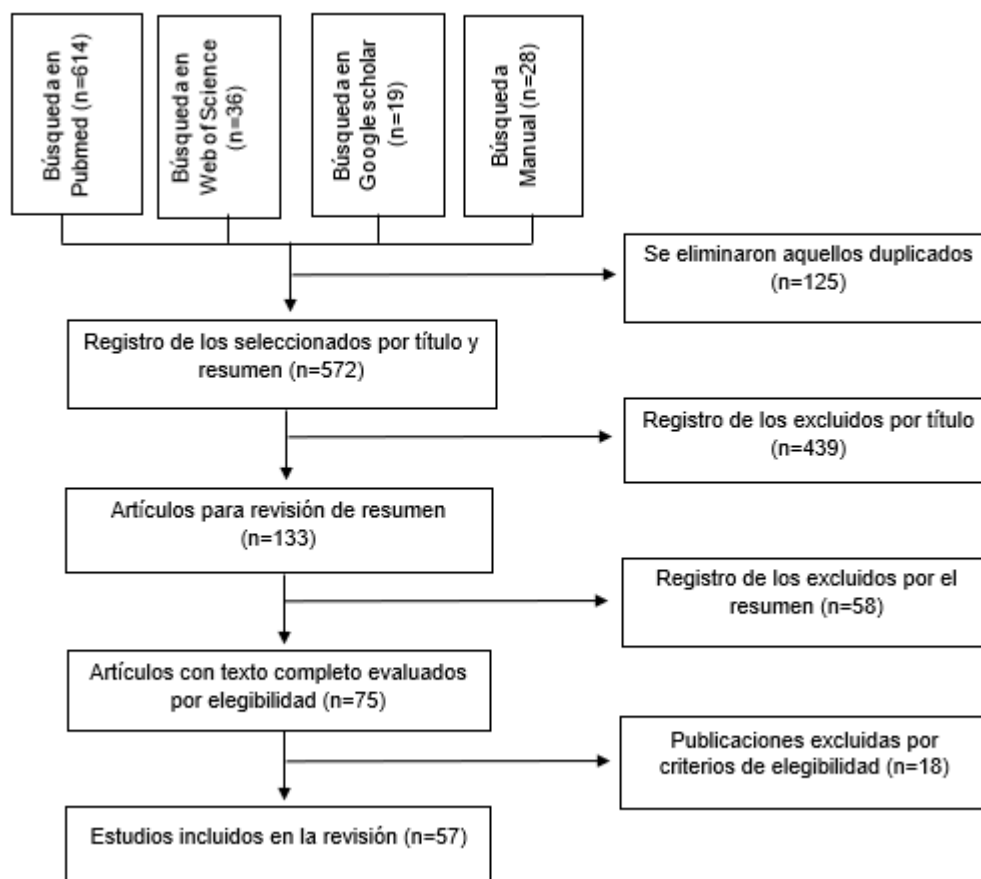 Búsqueda en
Pubmed (n=614)
Búsqueda en
Web of Science
(n=36)
Búsqueda en
Google scholar
(n=19)
Búsqueda
Manual (n=28)
Se eliminaron aquellos duplicados
(n=125)
Registro de los seleccionados por título y
resumen (n=572)
Registro de los excluidos por título
(n=439)
Artículos para revisión de resumen
(n=133)
Registro de los excluidos por el
resumen (n=58)
Artículos con texto completo evaluados
por elegibilidad (n=75)
Publicaciones excluidas por
criterios de elegibilidad (n=18)
Estudios incluidos en la revisión (n=57)